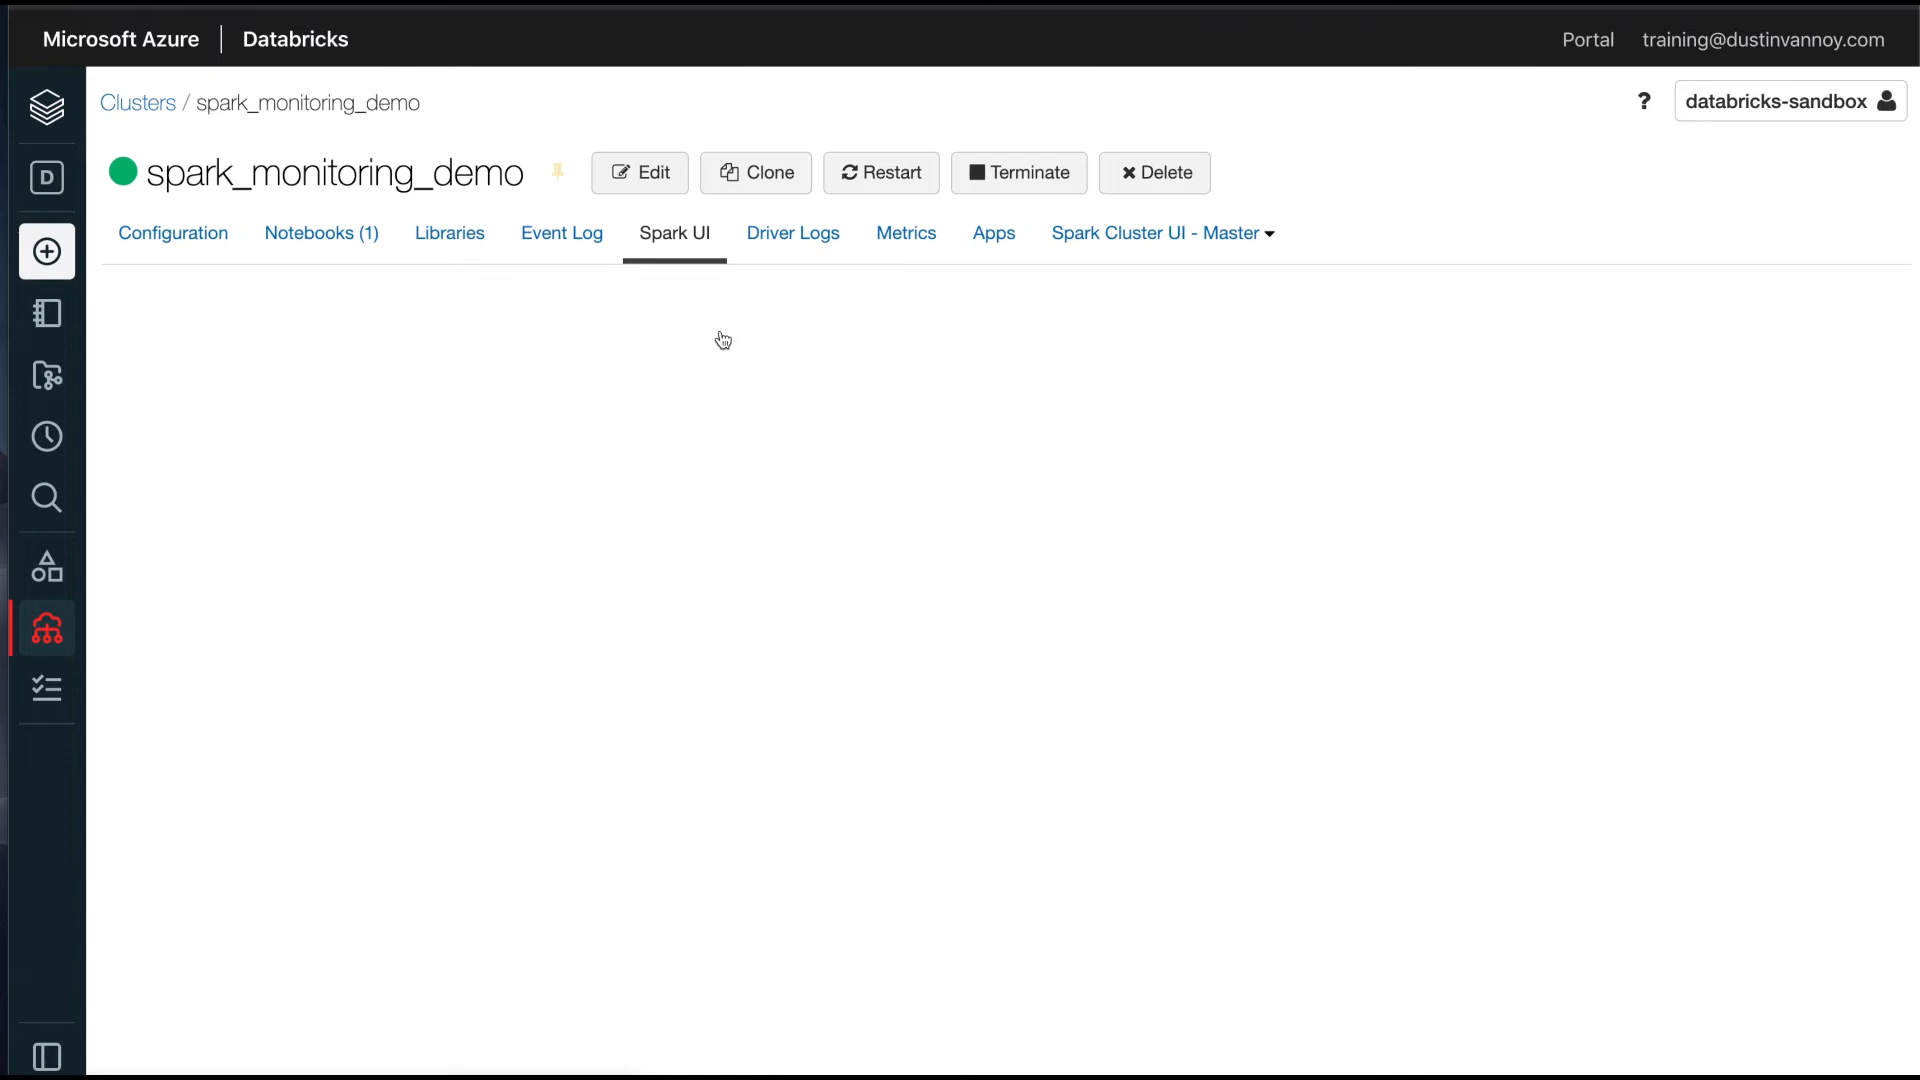 Microsoft Azure | Databricks
Portal
training@dustinvannoy.com
Clusters / spark_monitoring_demo
?
databricks-sandbox
D
spark_monitoring_demo
Edit
Clone
Restart
Terminate
Delete
Configuration
Notebooks (1)
Libraries
Event Log
Spark UI
Driver Logs
Metrics
Apps
Spark Cluster UI - Master